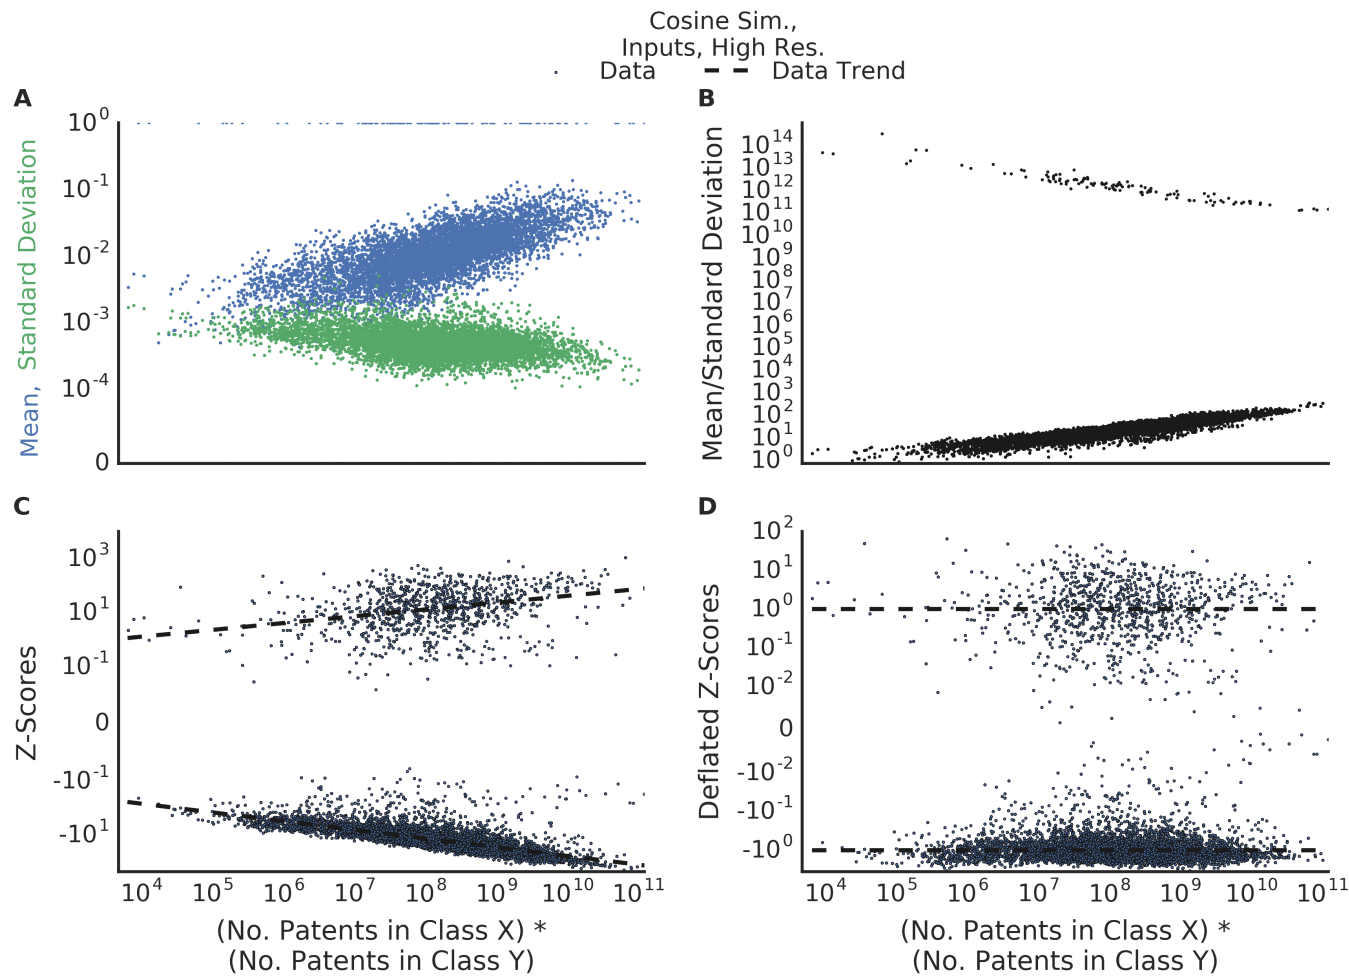 Cosine Sim.,
Inputs, High Res.
Data
Data Trend
A
Mean, Standard Deviation
10^0
10^-1
10^-2
10^-3
10^-4
0
B
Mean/Standard Deviation
10^14
10^13
10^12
10^11
10^10
10^9
10^8
10^7
10^6
10^5
10^4
10^3
10^2
10^1
10^0
C
Z-Scores
10^3
10^1
10^-1
0
-10^-1
-10^1
10^4 10^5 10^6 10^7 10^8 10^9 10^10 10^11
(No. Patents in Class X) *
(No. Patents in Class Y)
D
Deflated Z-Scores
10^2
10^1
10^0
10^-1
10^-2
0
-10^-2
-10^-1
-10^0
10^4 10^5 10^6 10^7 10^8 10^9 10^10 10^11
(No. Patents in Class X) *
(No. Patents in Class Y)